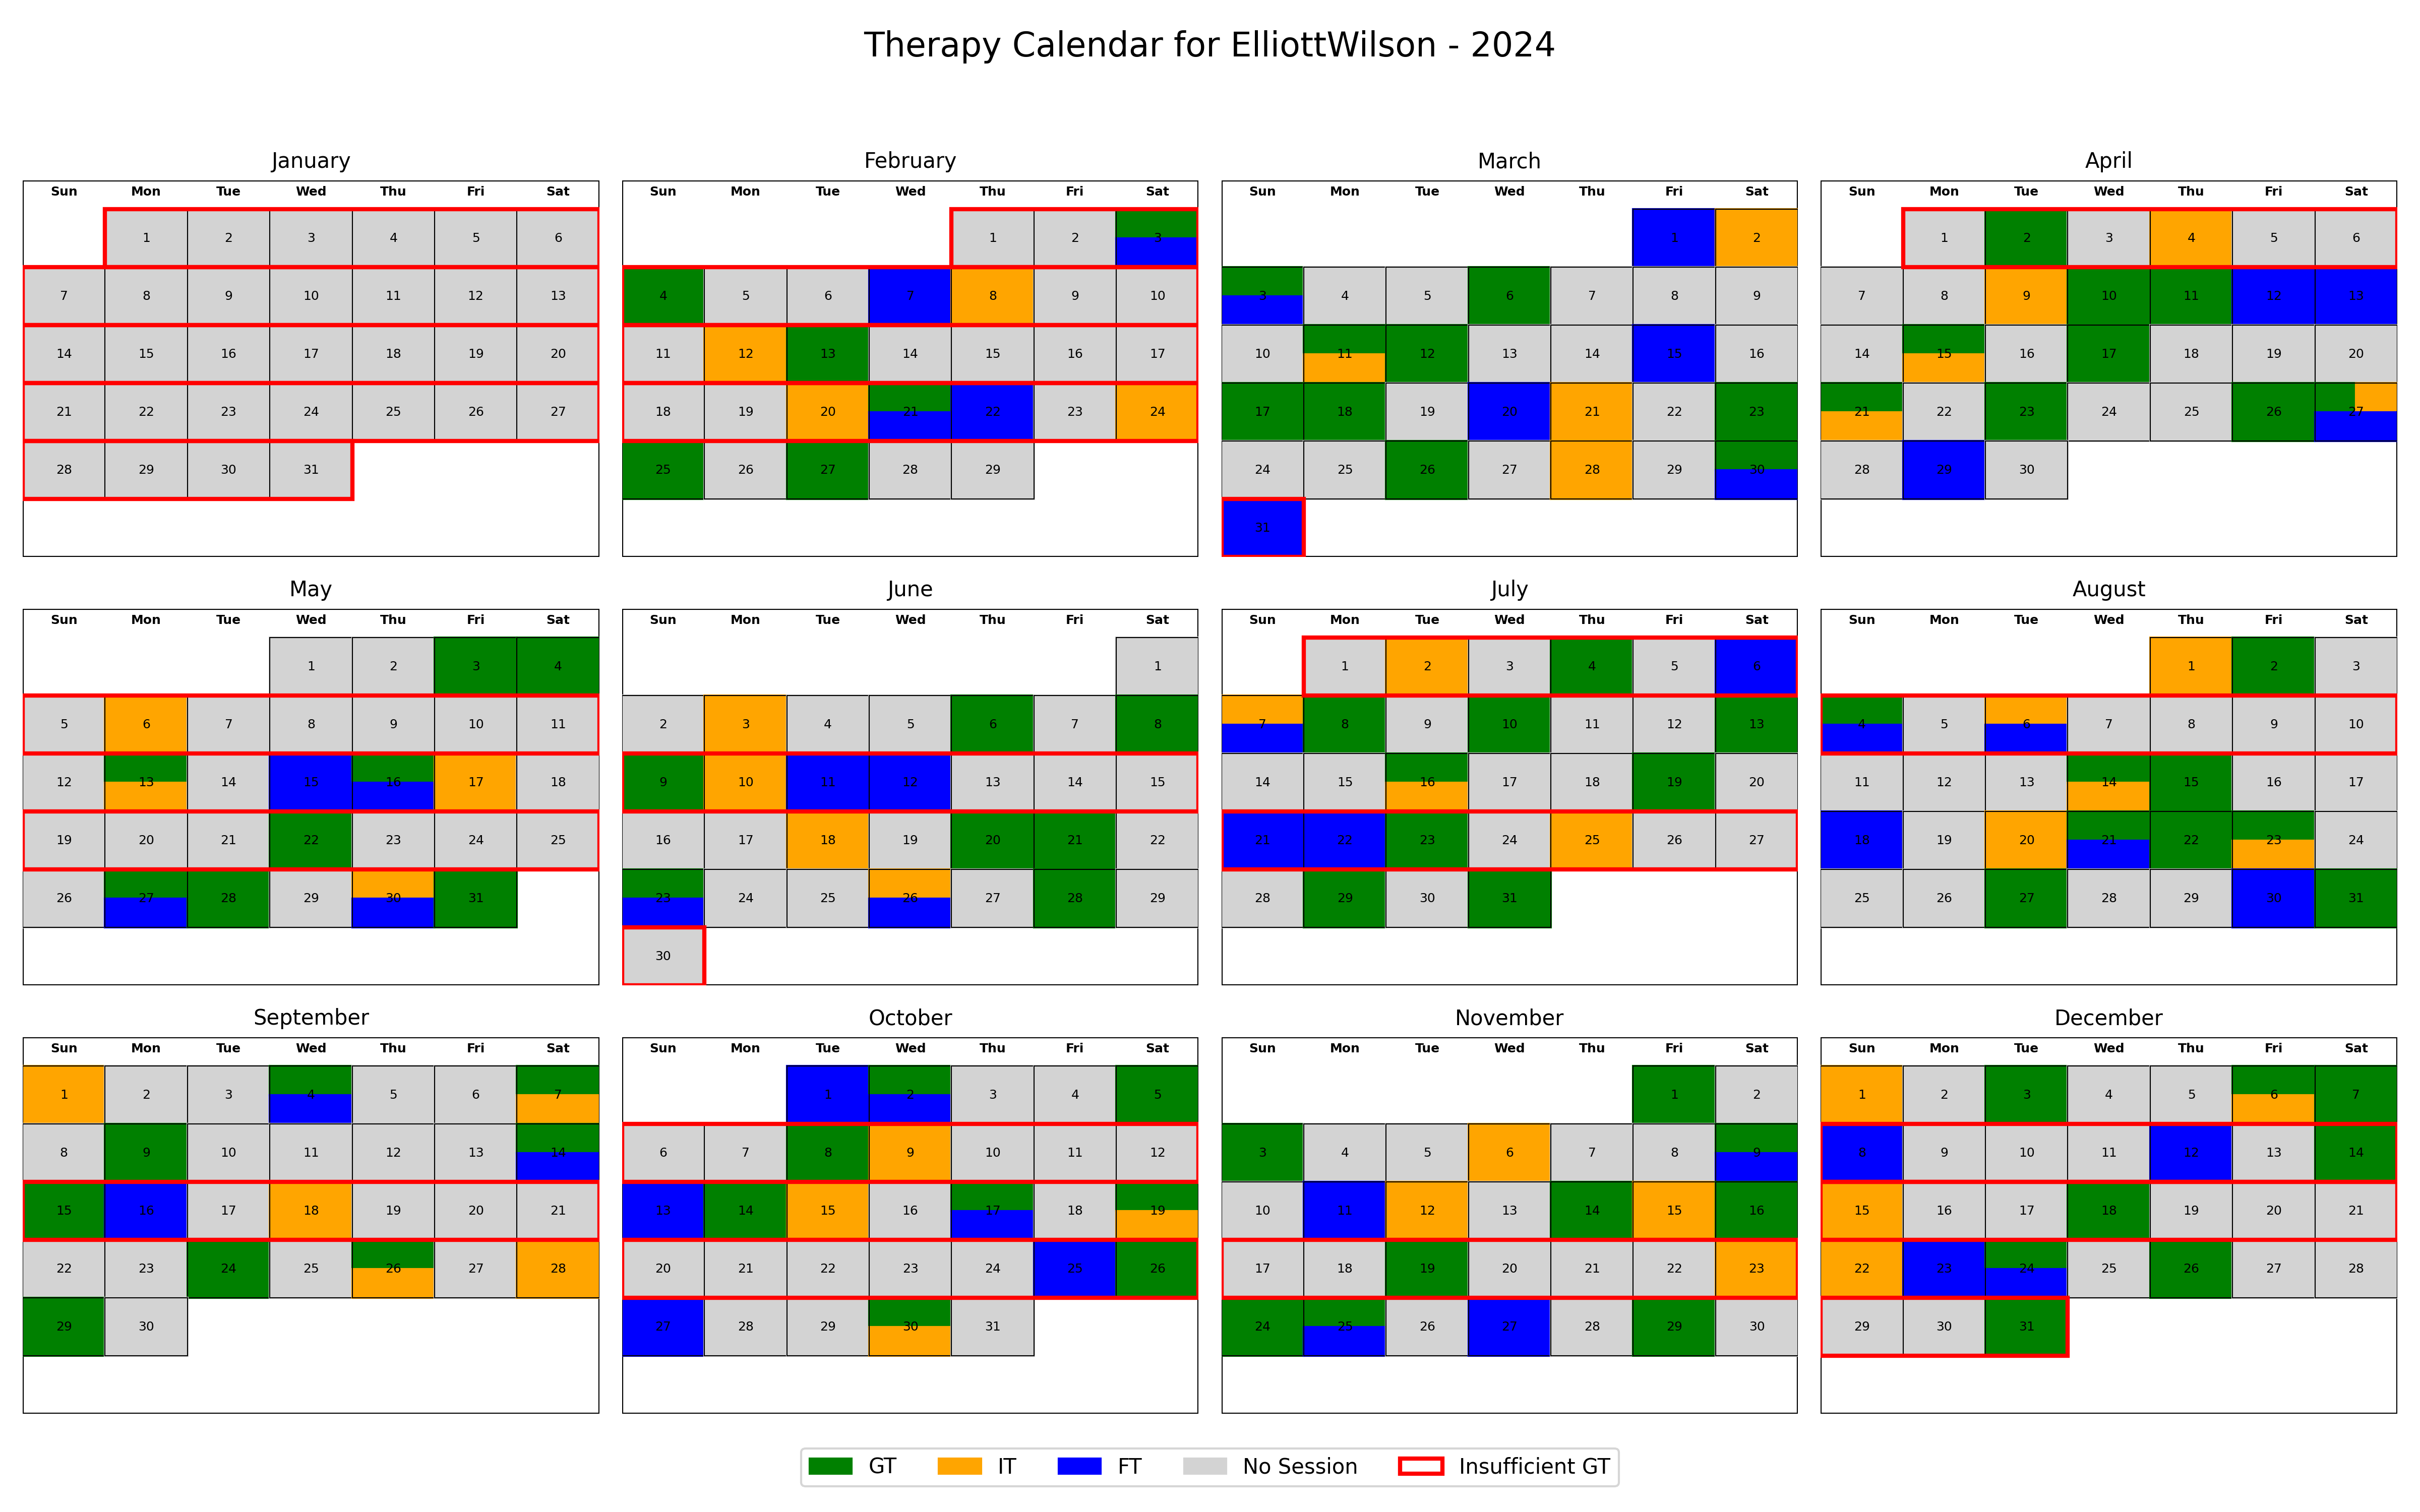 Therapy Calendar for ElliottWilson - 2024
January February March April
Sun Mon Tue Wed Thu Fri Sat Sun Mon Tue Wed Thu Fri Sat Sun Mon Tue Wed Thu Fri Sat Sun Mon Tue Wed Thu Fri Sat
1 2 3 4 5 6 1 2 3 1 2 1 2 3 4 5 6
7 8 9 10 11 12 13 4 5 6 7 8 9 10 3 4 5 6 7 8 9 7 8 9 10 11 12 13
14 15 16 17 18 19 20 11 12 13 14 15 16 17 10 11 12 13 14 15 16 14 15 16 17 18 19 20
21 22 23 24 25 26 27 18 19 20 21 22 23 24 17 18 19 20 21 22 23 21 22 23 24 25 26 27
28 29 30 31 25 26 27 28 29 24 25 26 27 28 29 30 28 29 30
31
May June July August
Sun Mon Tue Wed Thu Fri Sat Sun Mon Tue Wed Thu Fri Sat Sun Mon Tue Wed Thu Fri Sat Sun Mon Tue Wed Thu Fri Sat
1 2 3 4 1 1 2 3 4 5 6 1 2 3
5 6 7 8 9 10 11 2 3 4 5 6 7 8 7 8 9 10 11 12 13 4 5 6 7 8 9 10
12 13 14 15 16 17 18 9 10 11 12 13 14 15 14 15 16 17 18 19 20 11 12 13 14 15 16 17
19 20 21 22 23 24 25 16 17 18 19 20 21 22 21 22 23 24 25 26 27 18 19 20 21 22 23 24
26 27 28 29 30 31 23 24 25 26 27 28 29 28 29 30 31 25 26 27 28 29 30 31
30
September October November December
Sun Mon Tue Wed Thu Fri Sat Sun Mon Tue Wed Thu Fri Sat Sun Mon Tue Wed Thu Fri Sat Sun Mon Tue Wed Thu Fri Sat
1 2 3 4 5 6 7 1 2 3 4 5 1 2 1 2 3 4 5 6 7
8 9 10 11 12 13 14 6 7 8 9 10 11 12 3 4 5 6 7 8 9 8 9 10 11 12 13 14
15 16 17 18 19 20 21 13 14 15 16 17 18 19 10 11 12 13 14 15 16 15 16 17 18 19 20 21
22 23 24 25 26 27 28 20 21 22 23 24 25 26 17 18 19 20 21 22 23 22 23 24 25 26 27 28
29 30 27 28 29 30 31 24 25 26 27 28 29 30 29 30 31
GT IT FT No Session Insufficient GT